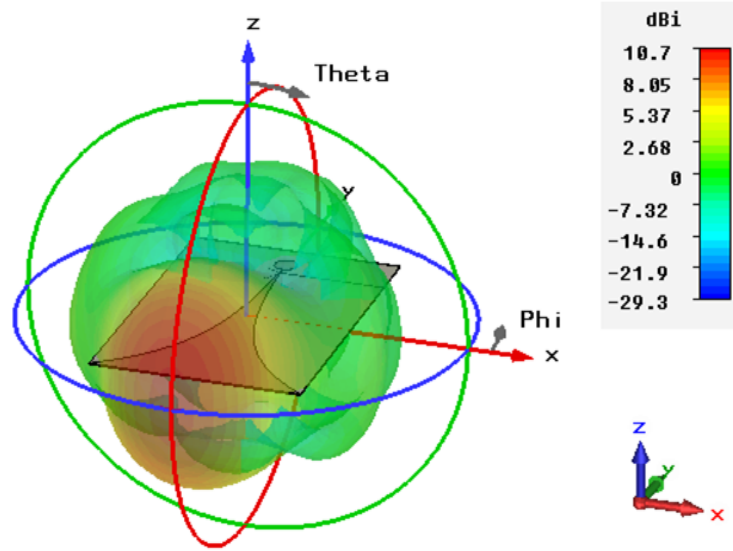 z
Theta
y
Phi
x
dBi
10.7
8.05
5.37
2.68
0
-7.32
-14.6
-21.9
-29.3
z
y
x